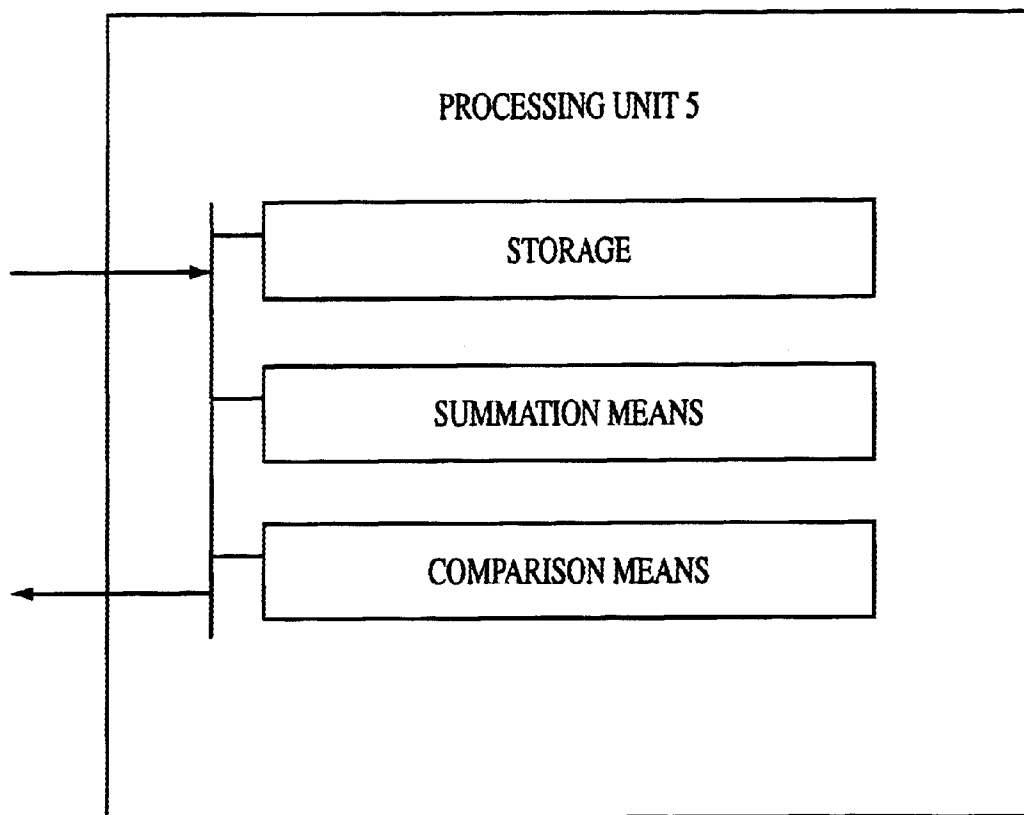 PROCESSING UNIT 5
STORAGE
SUMMATION MEANS
COMPARISON MEANS